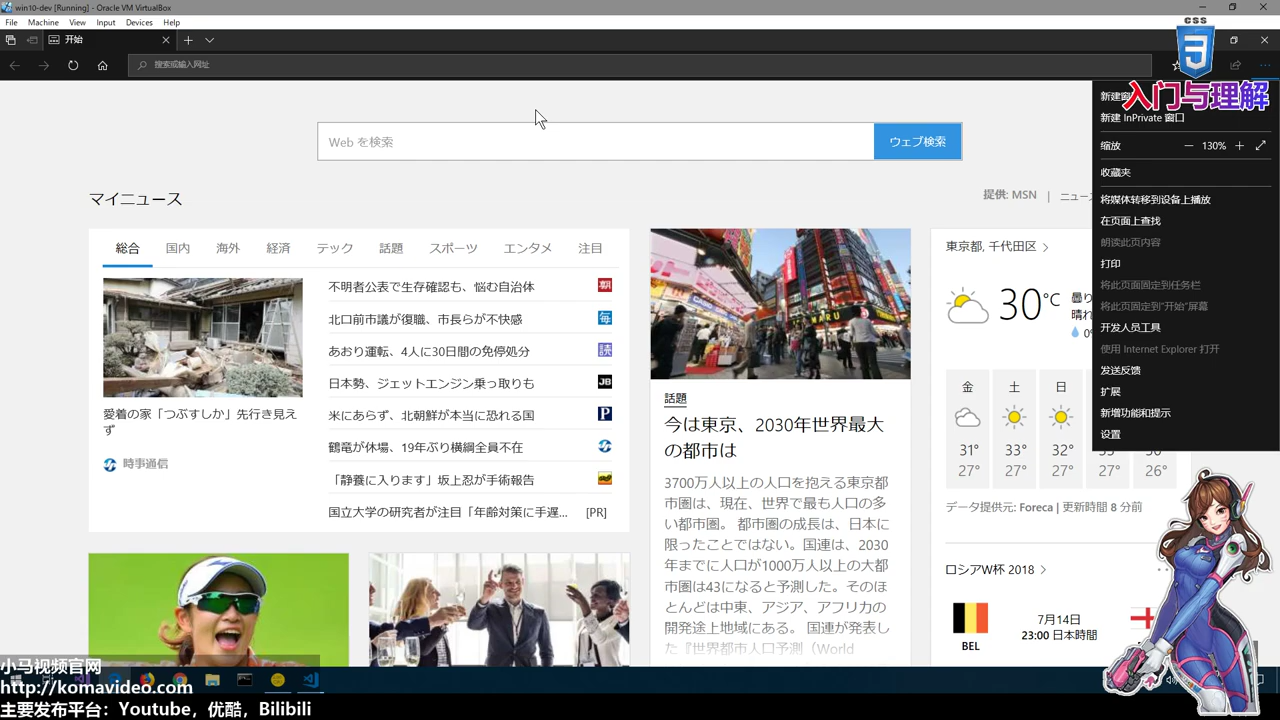 win10-dev [Running] - Oracle VM VirtualBox
File Machine View Input Devices Help
CSS
3
开始
搜索或输入网址
入门与理解
新建窗
新建 InPrivate 窗口
缩放
130%
收藏夹
将媒体转移到设备上播放
在页面上查找
朗读此页内容
打印
将此页固定到任务栏
将此页固定到"开始"屏幕
开发人员工具
使用 Internet Explorer 打开
发送反馈
扩展
新增功能和提示
设置
Web を検索
ウェブ検索
マイニュース
提供: MSN | ニュー
総合 国内 海外 経済 テック 話題 スポーツ エンタメ 注目
愛着の家「つぶすしか」先行き見え
ず
時事通信
不明者公表で生存確認も、悩む自治体
北口前市議が復職、市長らが不快感
あおり運転、4人に30日間の免停処分
日本勢、ジェットエンジン乗っ取りも
JB
米にあらず、北朝鮮が本当に恐れる国
P
鶴竜が休場、19年ぶり横綱全員不在
「静養に入ります」坂上忍が手術報告
国立大学の研究者が注目「年齢対策に手遅... [PR]
話題
今は東京、2030年世界最大
の都市は
3700万人以上の人口を抱える東京都
市圏は、現在、世界で最も人口の多
い都市圏。 都市圏の成長は、日本に
限ったことではない。国連は、2030
年までに人口が1000万人以上の大都
市圏は43になると予測した。そのほ
とんどは中東、アジア、アフリカの
開発途上地域にある。 国連が発表し
た『世界都市人口予測（World
東京都, 千代田区
30°C
曇り
晴れ
金 土 日
31° 33° 32°
27° 27° 27° 27° 26°
データ提供元: Foreca | 更新時間 8 分前
ロシアW杯 2018
7月14日
23:00 日本時間
BEL
小马视频官网
http://komavideo.com
主要发布平台：Youtube，优酷，Bilibili